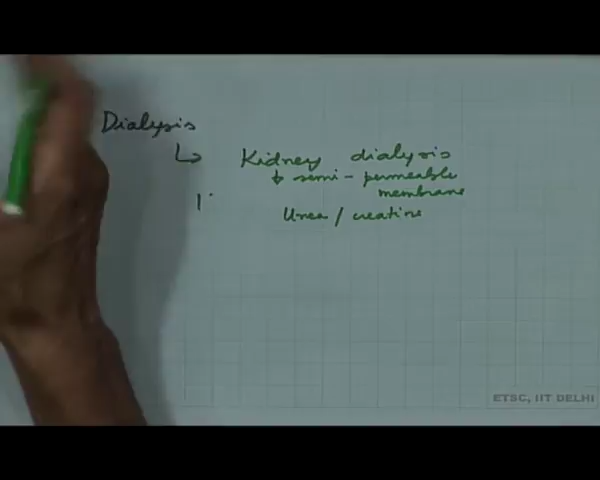 Dialysis
Kidney dialysis
semi-permeable
membrane
Urea / creatine
ETSC, IIT DELHI